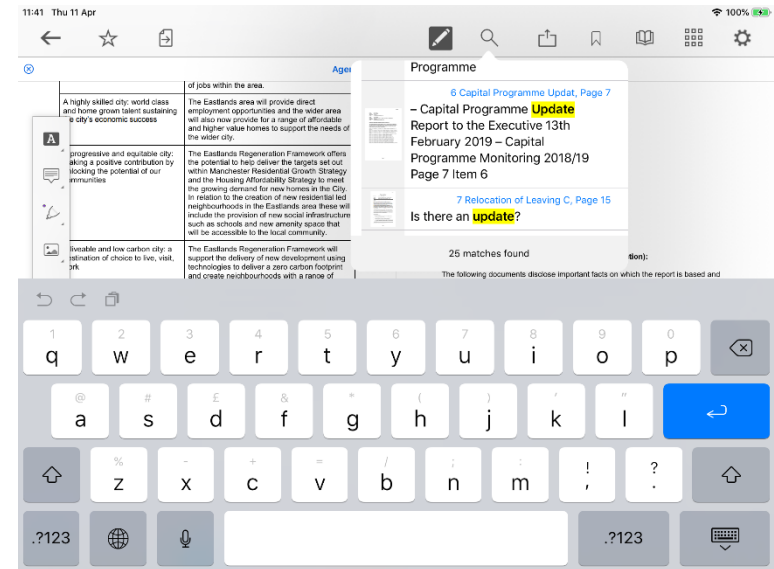 11:41 Thu 11 Apr
100%
Agen
of jobs within the area.
A highly skilled city: world class
and home grown talent sustaining
city's economic success
The Eastlands area will provide direct
employment opportunities and the wider area
will also now provide for a range of affordable
and higher value homes to support the needs of
the wider city.
progressive and equitable city:
aking a positive contribution by
locking the potential of our
mmunities
The Eastlands Regeneration Framework offers
the potential to help deliver the targets set out
within Manchester Residential Growth Strategy
and the Housing Affordability Strategy to meet
the growing demand for new homes in the City.
In relation to the creation of new residential led
neighbourhoods in the Eastlands area these will
include the provision of new social infrastructure
such as schools and new amenity space that
will be accessible to the local community.
liveable and low carbon city: a
estination of choice to live, visit,
ork
The Eastlands Regeneration Framework will
support the delivery of new development using
technologies to deliver a zero carbon footprint
and create neighbourhoods with a range of
Programme
6 Capital Programme Updat, Page 7
– Capital Programme Update
Report to the Executive 13th
February 2019 – Capital
Programme Monitoring 2018/19
Page 7 Item 6
7 Relocation of Leaving C, Page 15
Is there an update?
25 matches found
tion):
The following documents disclose important facts on which the report is based and
A
1 2 3 4 5 6 7 8 9 0
q w e r t y u i o p
@ # £ & * ( ) ' "
a s d f g h j k l
% - + = / ; : ! ?
z x c v b n m , .
.?123 .?123